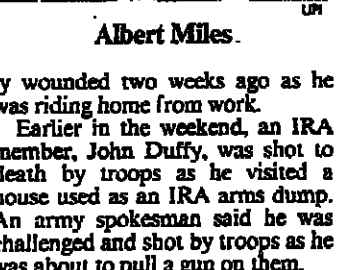 UPI
Albert Miles
y wounded two weeks ago as he
was riding home from work.
Earlier in the weekend, an IRA
member, John Duffy, was shot to
death by troops as he visited a
house used as an IRA arms dump.
An army spokesman said he was
challenged and shot by troops as he
was about to pull a gun on them.